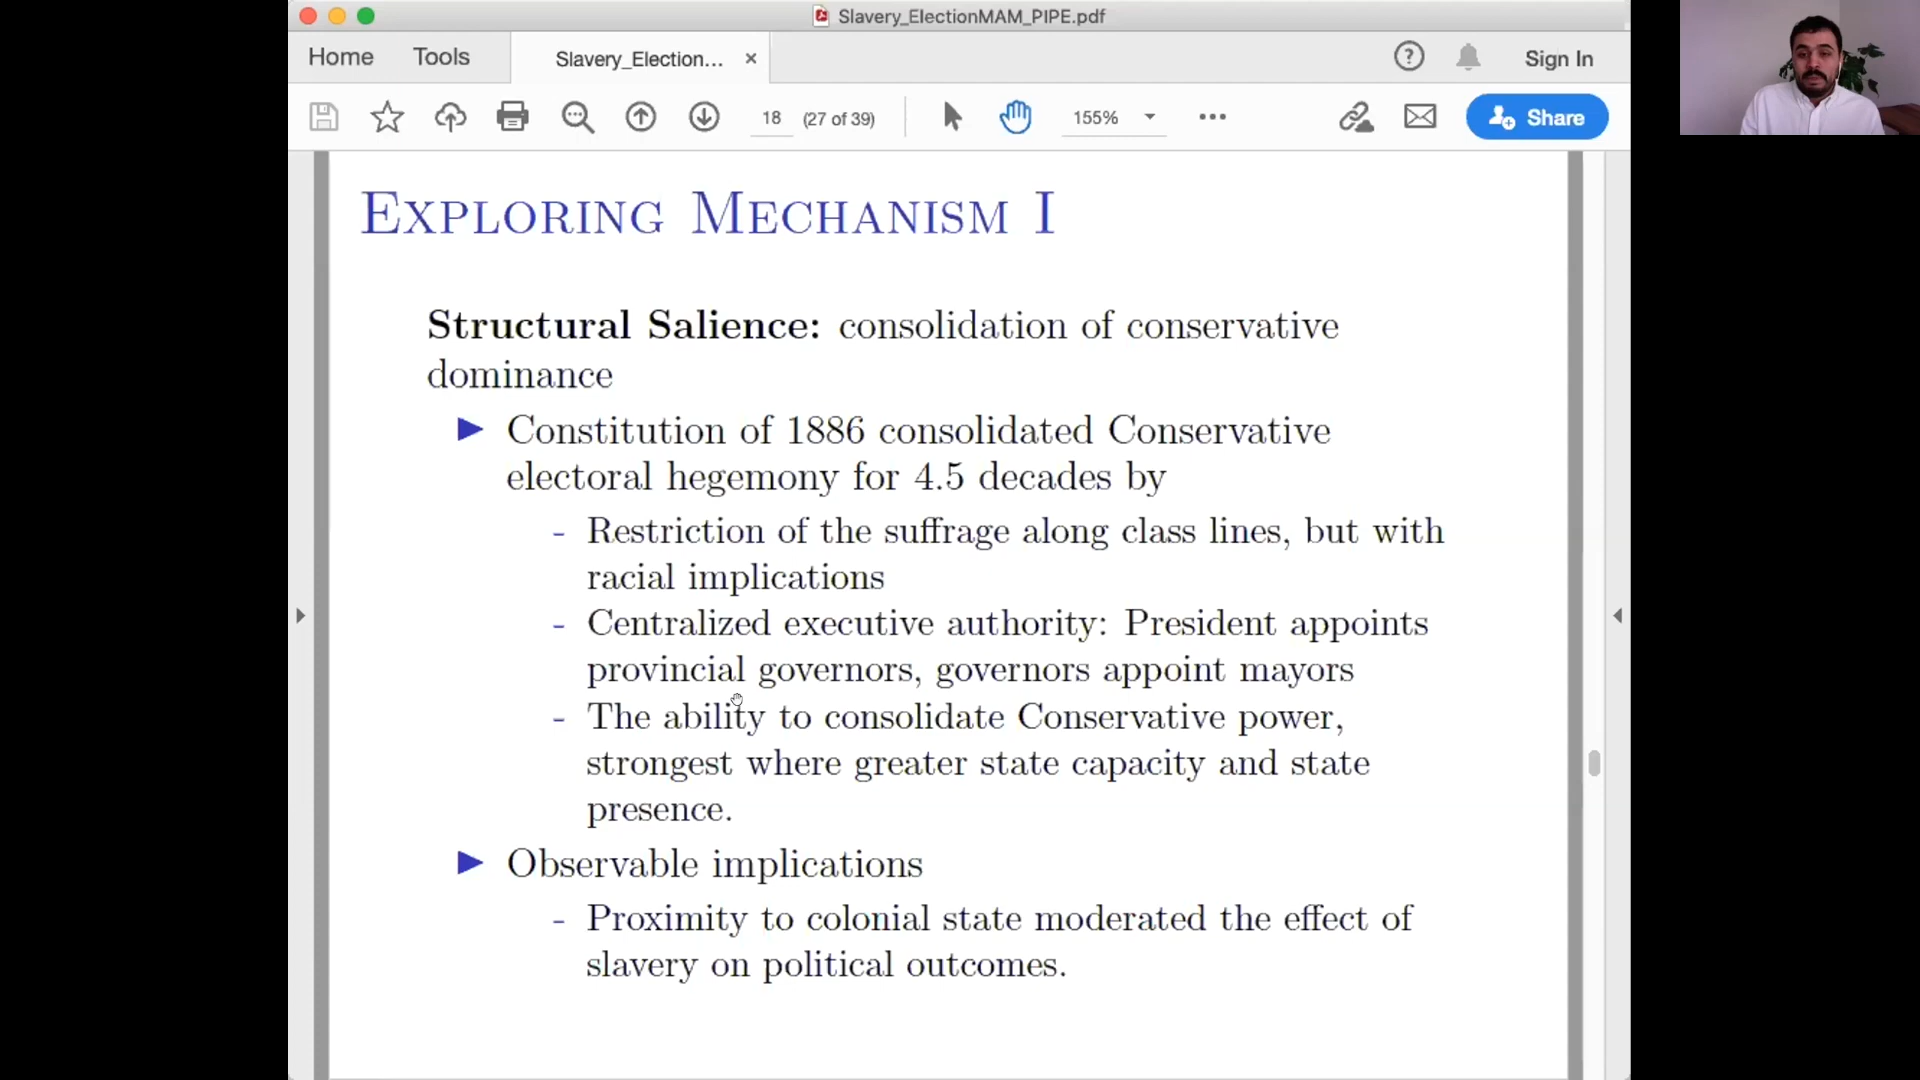 Slavery_ElectionMAM_PIPE.pdf
Home Tools Slavery_Election... × ? Sign In
18 (27 of 39) 155% Share
Exploring Mechanism I
Structural Salience: consolidation of conservative
dominance
Constitution of 1886 consolidated Conservative
electoral hegemony for 4.5 decades by
- Restriction of the suffrage along class lines, but with
racial implications
- Centralized executive authority: President appoints
provincial governors, governors appoint mayors
- The ability to consolidate Conservative power,
strongest where greater state capacity and state
presence.
Observable implications
- Proximity to colonial state moderated the effect of
slavery on political outcomes.